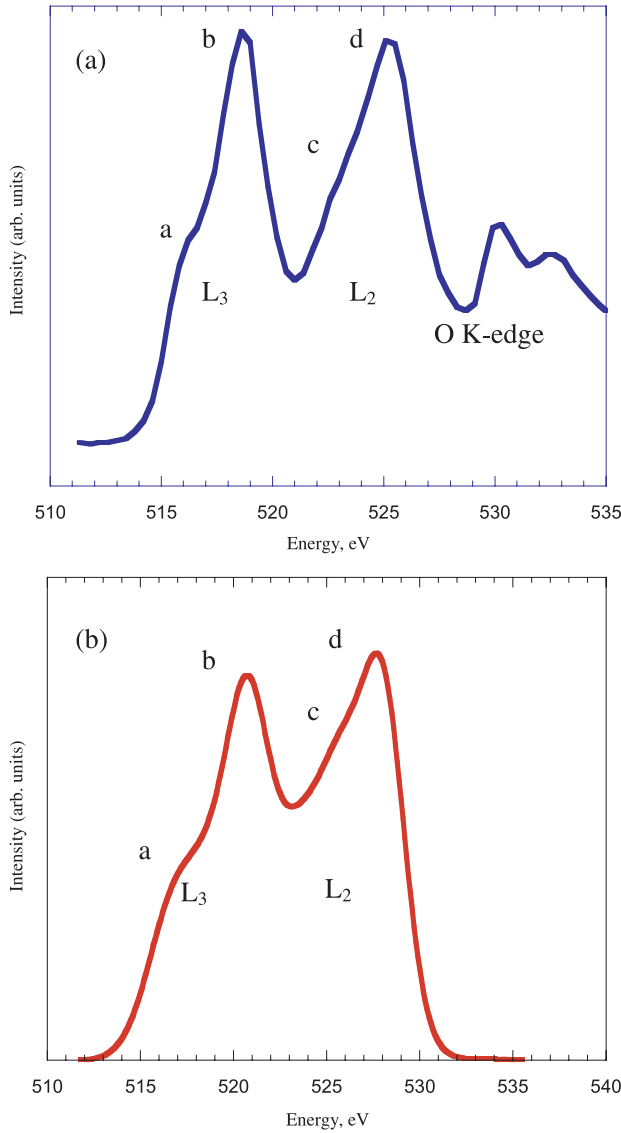 (a)
b
d
c
a
L₃
L₂
O K-edge
Intensity (arb. units)
510 515 520 525 530 535
Energy, eV
(b)
b
d
c
a
L₃
L₂
Intensity (arb. units)
510 515 520 525 530 535 540
Energy, eV